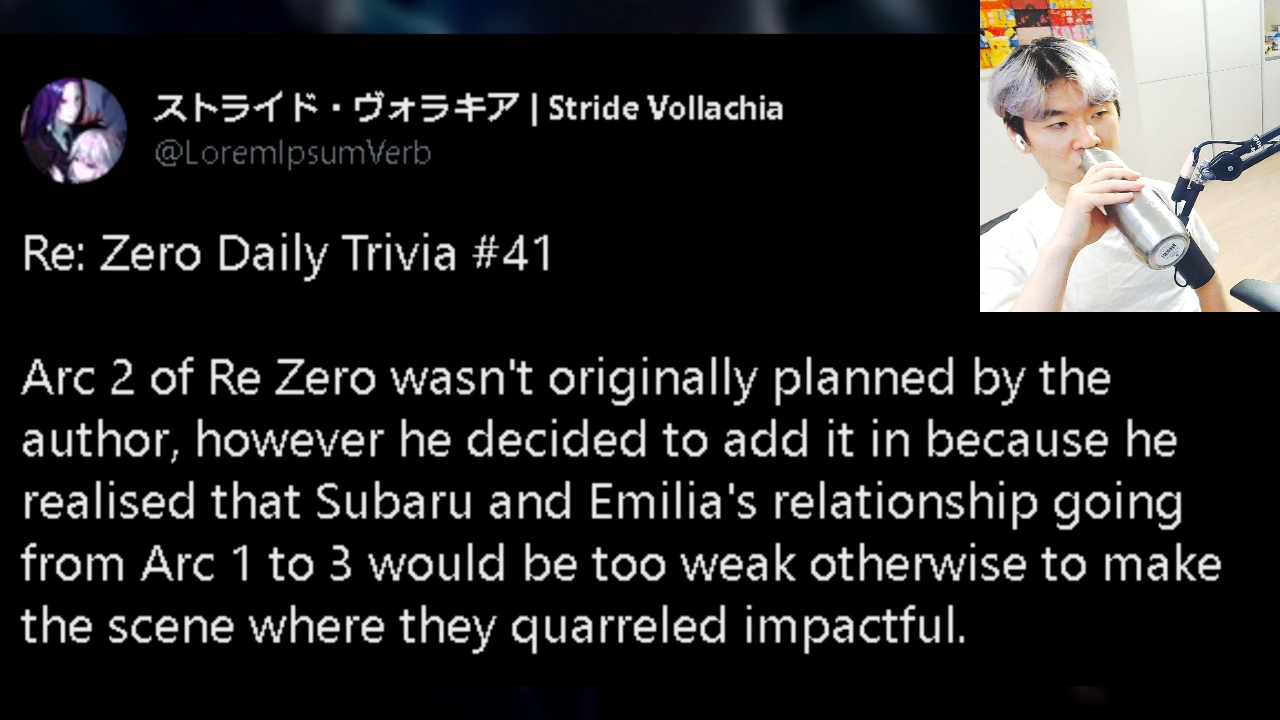 ストライド・ヴォラキア | Stride Vollachia
@LoremIpsumVerb
Re: Zero Daily Trivia #41
Arc 2 of Re Zero wasn't originally planned by the
author, however he decided to add it in because he
realised that Subaru and Emilia's relationship going
from Arc 1 to 3 would be too weak otherwise to make
the scene where they quarreled impactful.